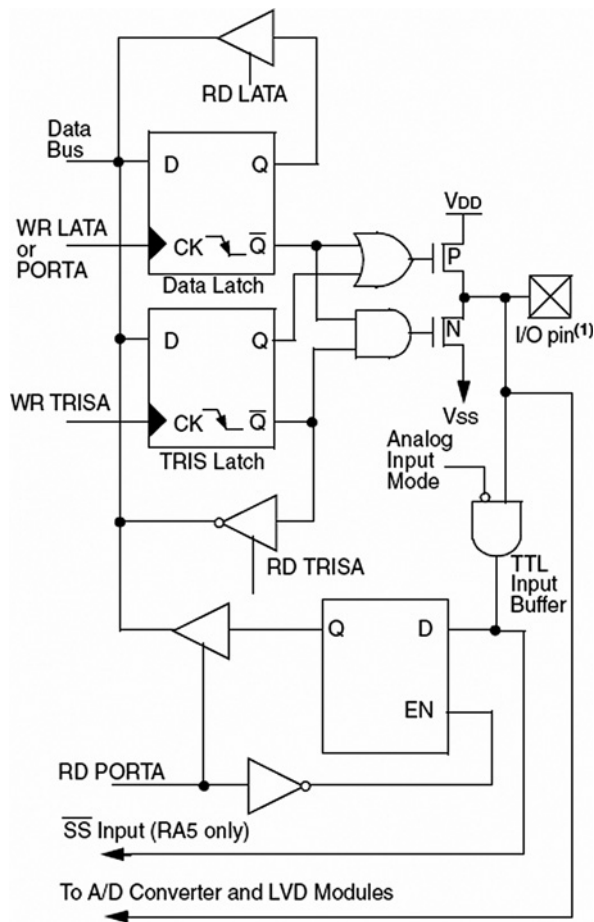 RD LATA
Data
Bus
D
Q
VDD
WR LATA
or
PORTA
CK
Q̅
P
Data Latch
N
I/O pin(1)
D
Q
WR TRISA
CK
Q̅
VSS
TRIS Latch
Analog
Input
Mode
TTL
Input
Buffer
RD TRISA
Q
D
EN
RD PORTA
S̅S̅ Input (RA5 only)
To A/D Converter and LVD Modules